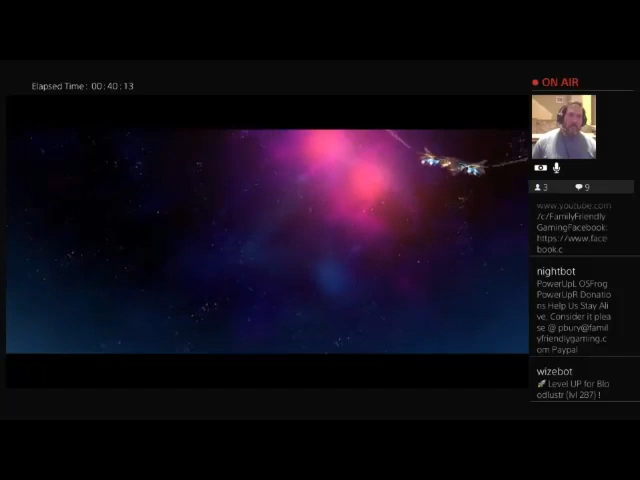 Elapsed Time: 00:40:13
ON AIR
3
9
www.youtube.com
/c/FamilyFriendly
GamingFacebook:
https://www.face
book.c
nightbot
PowerUpL OSFrog
PowerUpR Donatio
ns Help Us Stay Ali
ve. Consider it plea
se @ pbury@famil
yfriendlygaming.c
om Paypal
wizebot
🚀 Level UP for Blo
odlustr (lvl 287) !